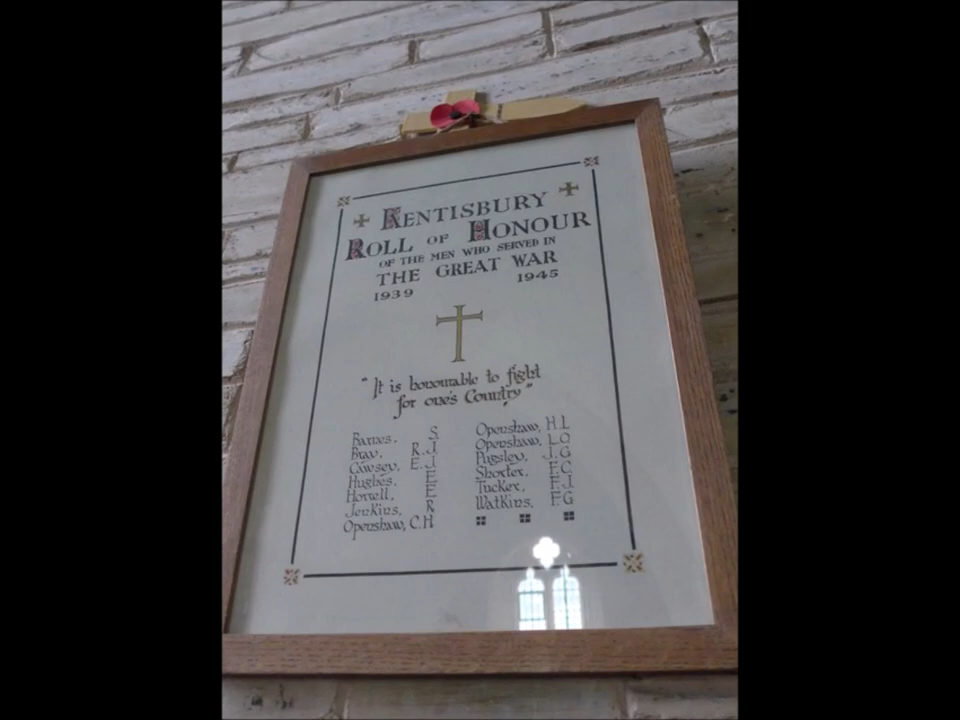 KENTISBURY
ROLL OF HONOUR
OF THE MEN WHO SERVED IN
THE GREAT WAR
1939 1945
"It is honourable to fight
for one's Country"
Barnes, S.
Bray, R.J.
Cawsey, E.J.
Hughes, E
Horrell, E
Jenkins, R
Openshaw, C.H
Openshaw, H.L
Openshaw, L.O
Pugsley, J.G
Shorter, F.C.
Tucker, F.J.
Watkins, F.G